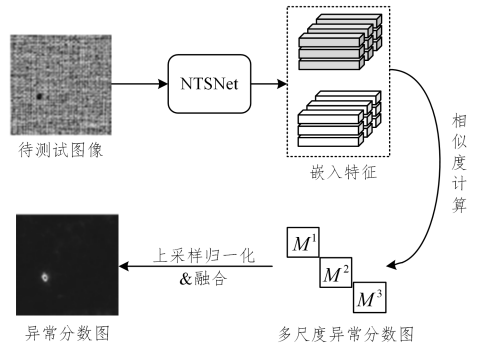 NTSNet
待测试图像
嵌入特征
相似度计算
M¹
M²
M³
上采样归一化
&融合
异常分数图
多尺度异常分数图